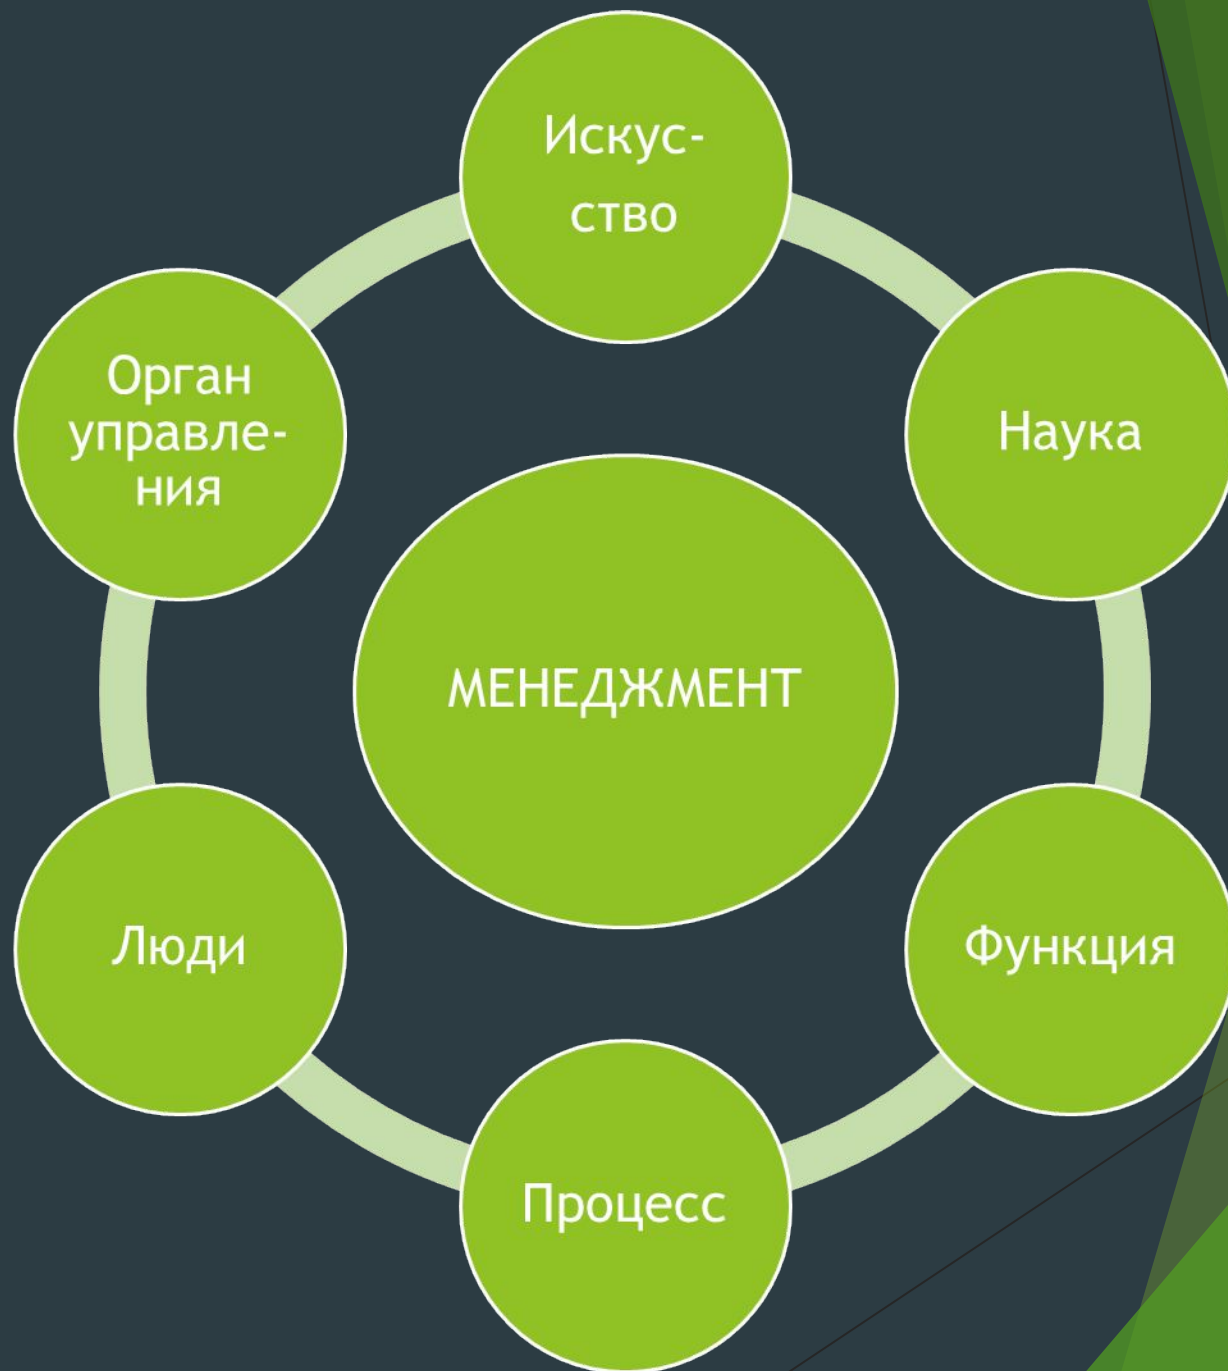 Искус-
ство
Наука
Функция
Процесс
Люди
Орган
управле-
ния
МЕНЕДЖМЕНТ